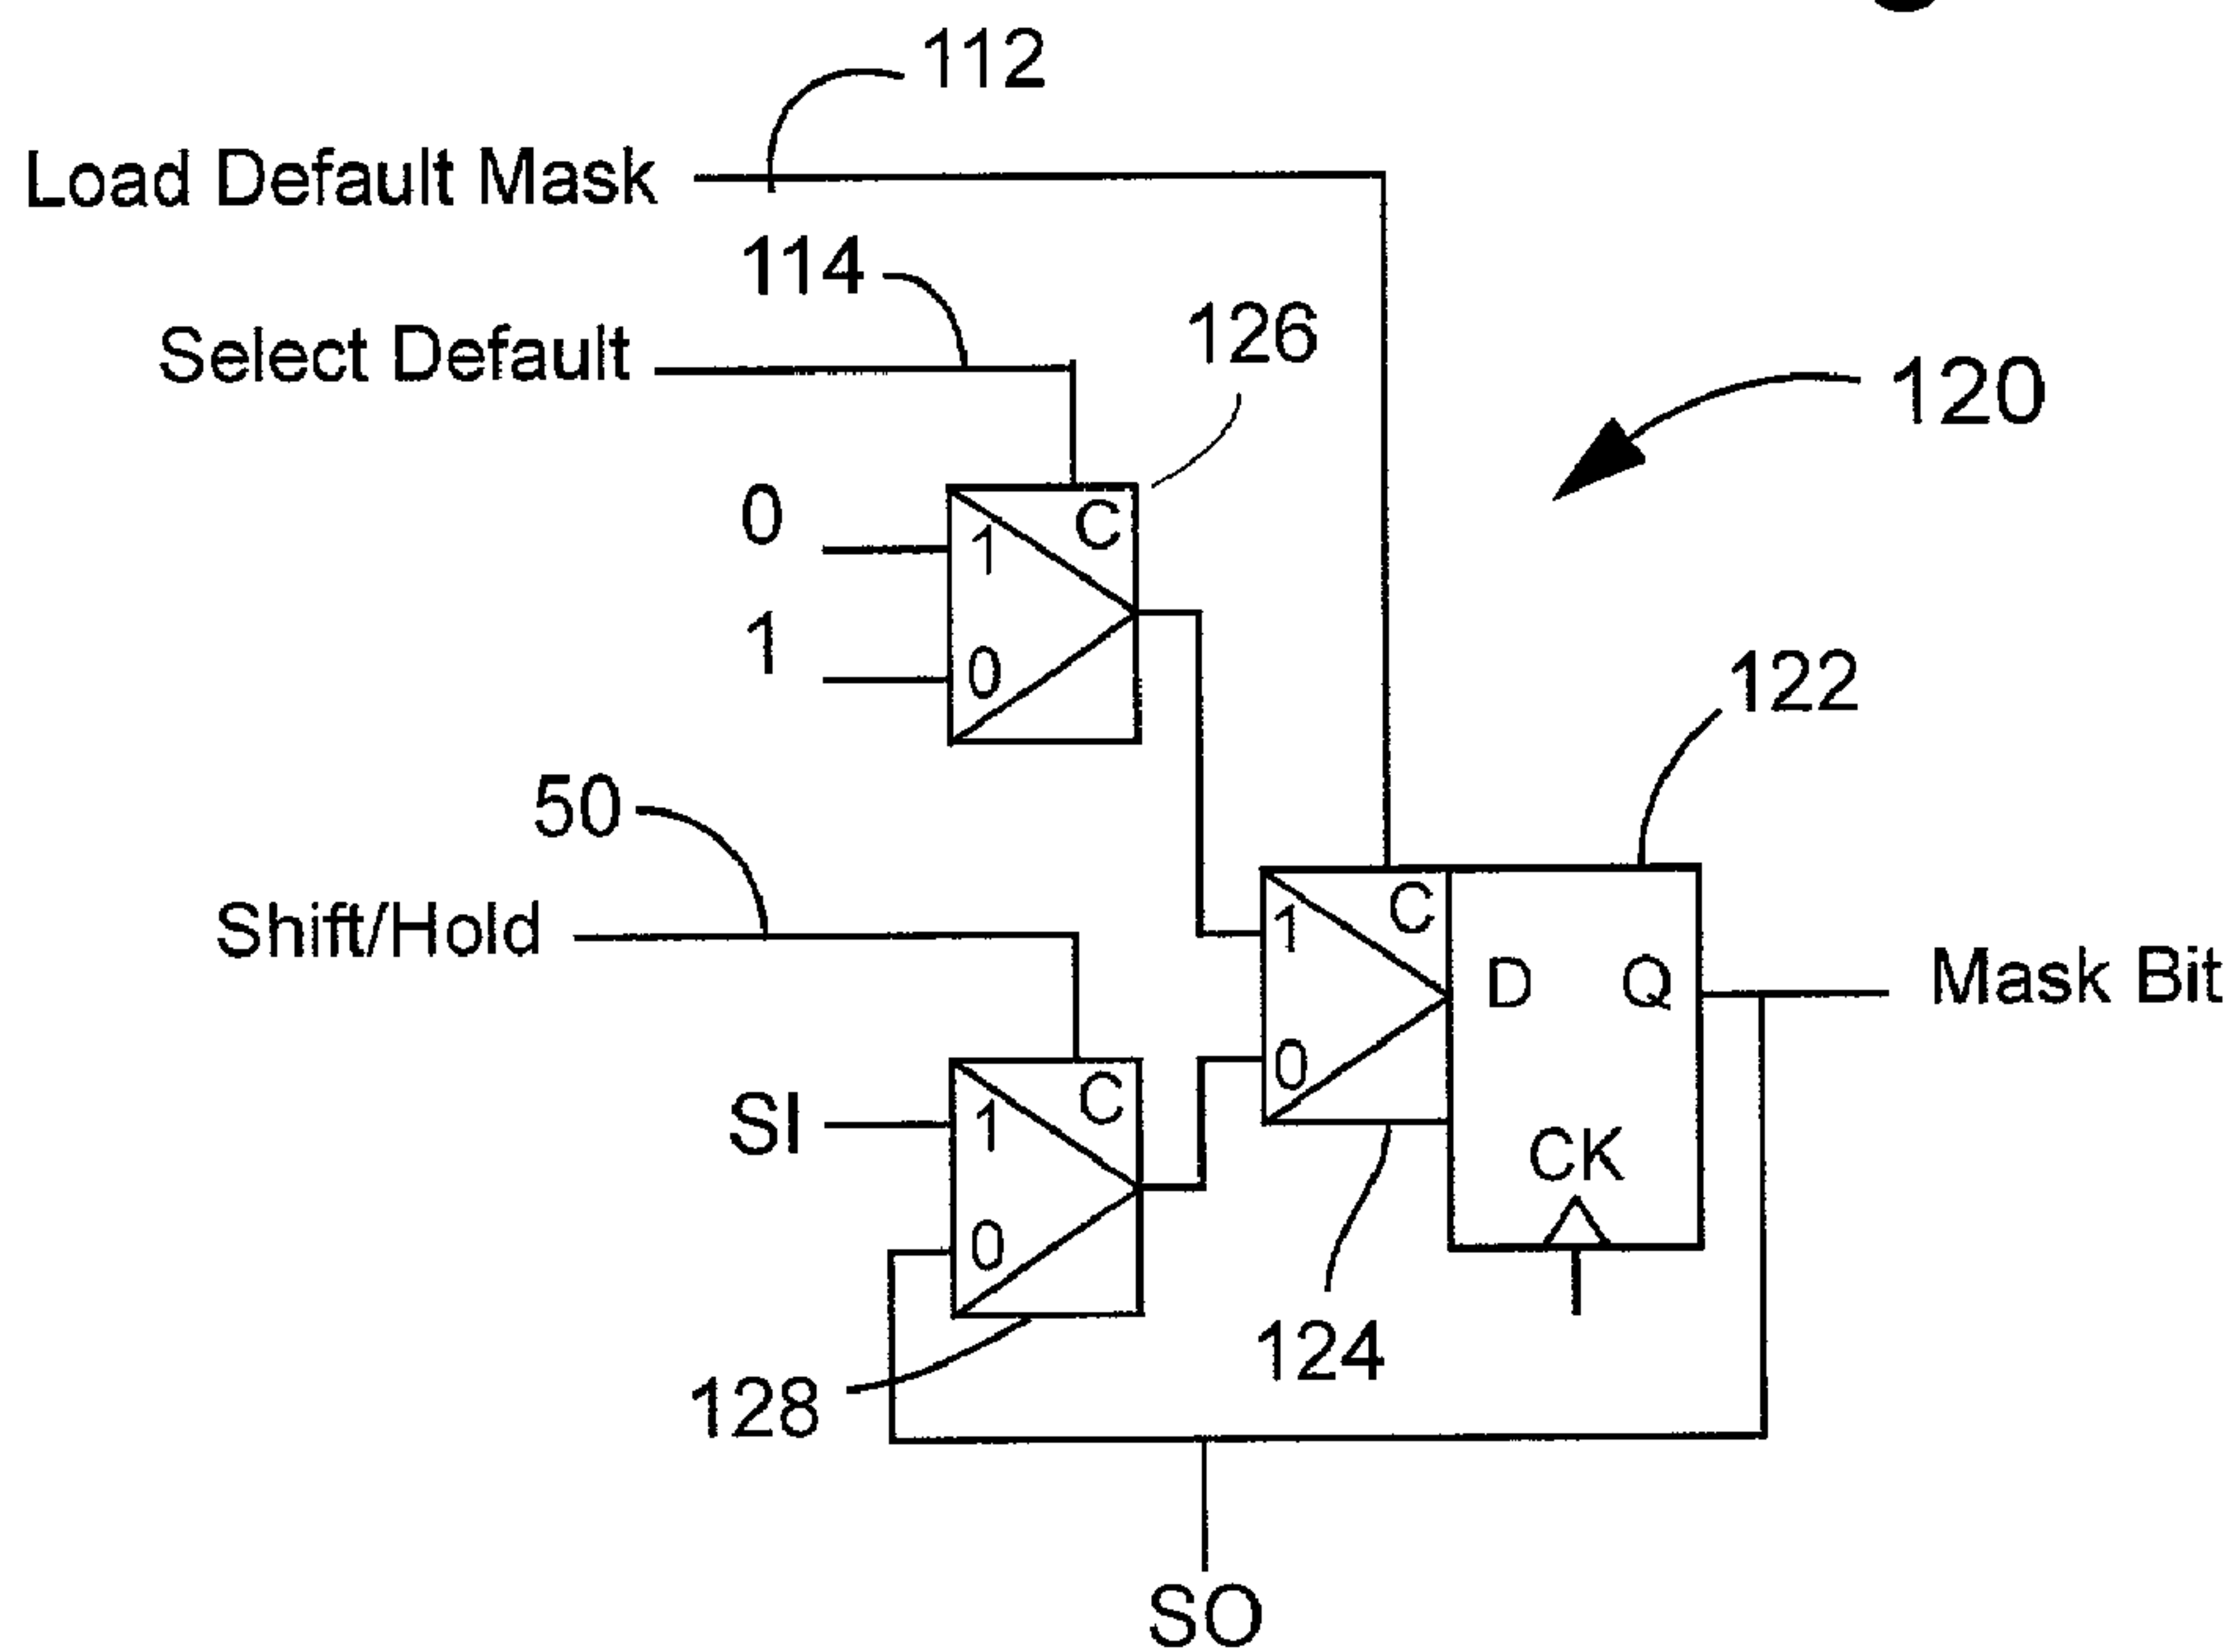 112
Load Default Mask
114
Select Default
126
120
0
1 C
1
0
122
50
Shift/Hold
1 C
D Q
Mask Bit
SI
1 C
0
0
CK
128
124
SO